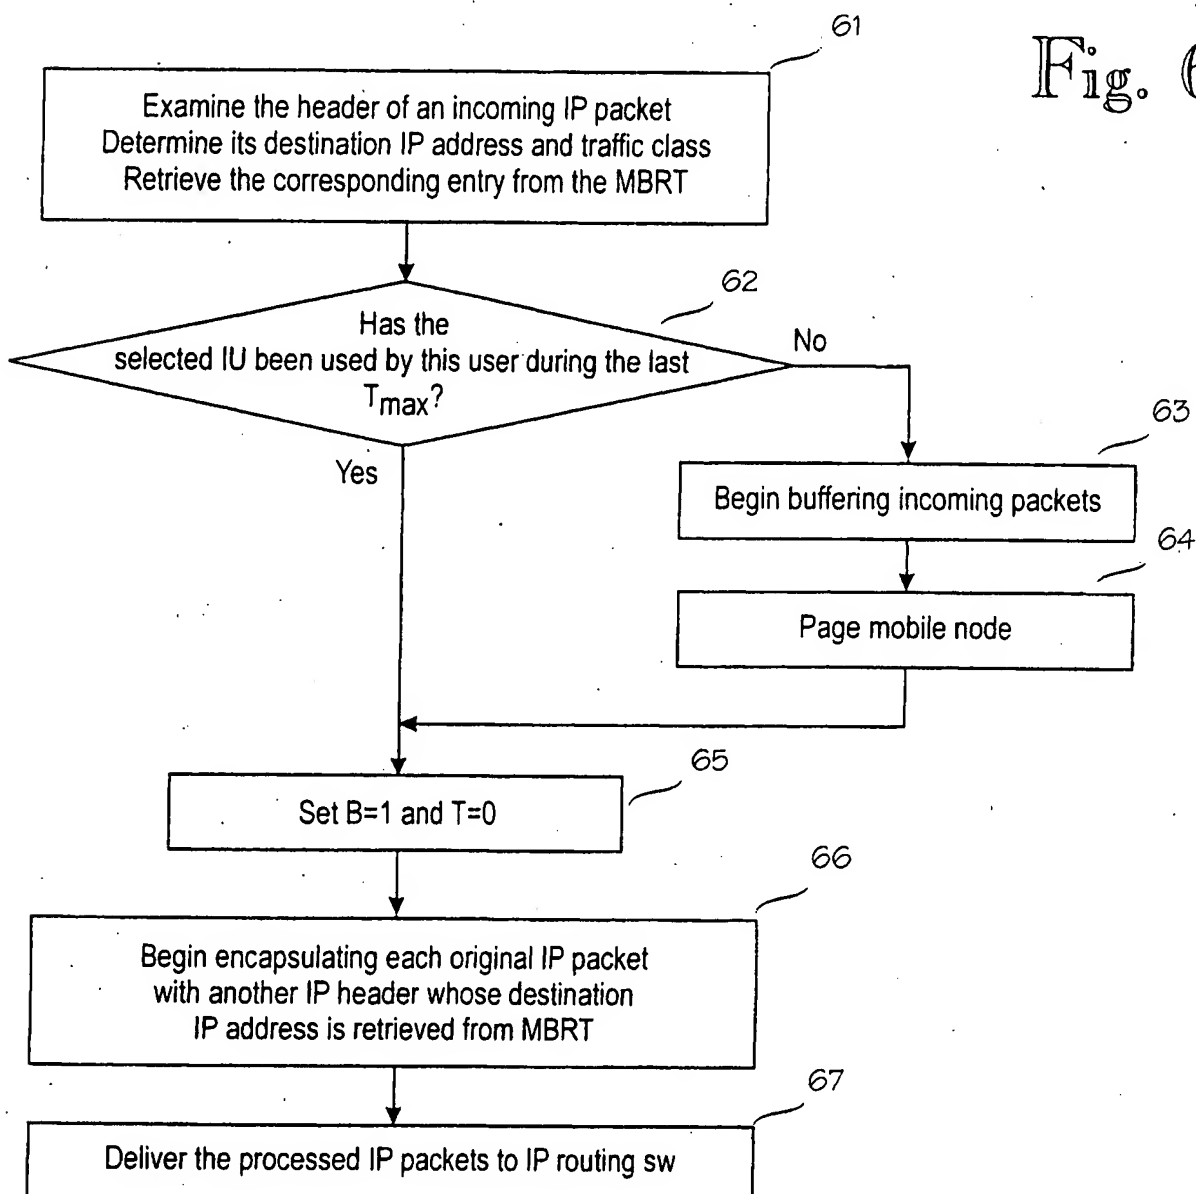 61
Fig. 6
Examine the header of an incoming IP packet
Determine its destination IP address and traffic class
Retrieve the corresponding entry from the MBRT
62
Has the
selected IU been used by this user during the last
Tmax?
No
Yes
63
Begin buffering incoming packets
64
Page mobile node
65
Set B=1 and T=0
66
Begin encapsulating each original IP packet
with another IP header whose destination
IP address is retrieved from MBRT
67
Deliver the processed IP packets to IP routing sw